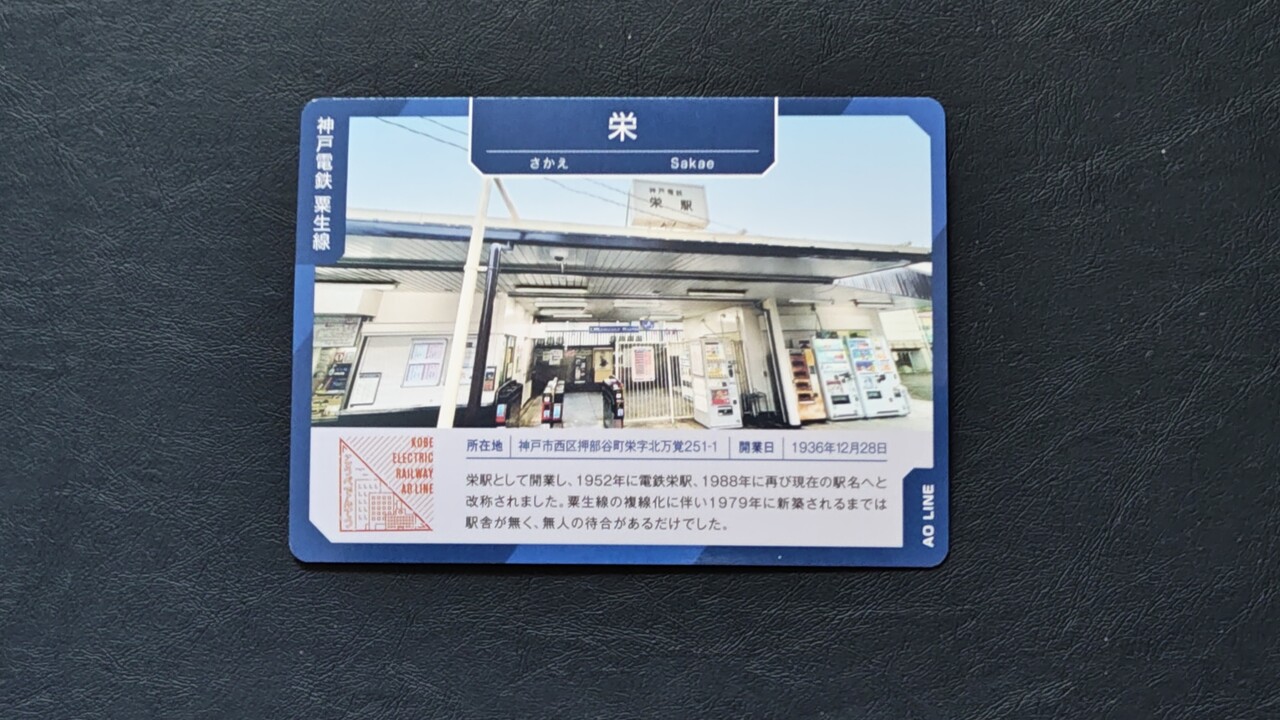 栄
さかえ Sakae
神戸電鉄 粟生線
神戸電鉄
栄 駅
所在地 神戸市西区押部谷町栄字北万覚251-1 開業日 1936年12月28日
栄駅として開業し、1952年に電鉄栄駅、1988年に再び現在の駅名へと
改称されました。粟生線の複線化に伴い1979年に新築されるまでは
駅舎が無く、無人の待合があるだけでした。
KOBE
ELECTRIC
RAILWAY
AO LINE
AO LINE